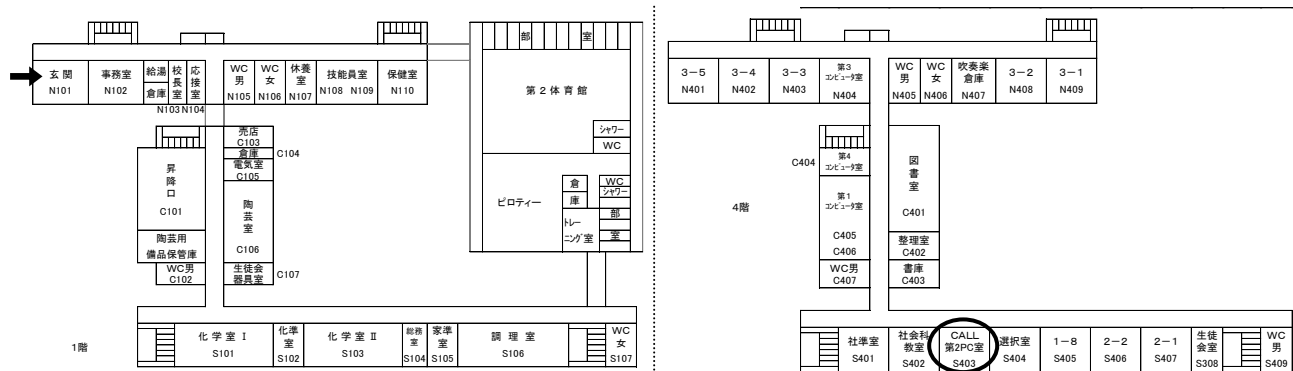 玄関
N101
事務室
N102
給湯
倉庫
校長室
N103
応接室
N104
WC
男
N105
WC
女
N106
休養室
N107
技能員室
N108 N109
保健室
N110
部 室
第2体育館
シャワー
WC
ピロティー
倉庫
WC
シャワー
トレーニング室
部
室
売店
C103
倉庫
C104
電気室
C105
昇降口
C101
陶芸室
C106
陶芸用
備品保管庫
WC男
C102
生徒会
器具室
C107
1階
化学室Ⅰ
S101
化準室
S102
化学室Ⅱ
S103
総務室
S104
家準室
S105
調理室
S106
WC
女
S107
3-5
N401
3-4
N402
3-3
N403
第3
コンピュータ室
N404
WC
男
N405
WC
女
N406
吹奏楽
倉庫
N407
3-2
N408
3-1
N409
C404
第4
コンピュータ室
図書室
C401
第1
コンピュータ室
C405
C406
整理室
C402
WC男
C407
書庫
C403
4階
社準室
S401
社会科
教室
S402
CALL
第2PC室
S403
選択室
S404
1-8
S405
2-2
S406
2-1
S407
生徒
会室
S308
WC
男
S409